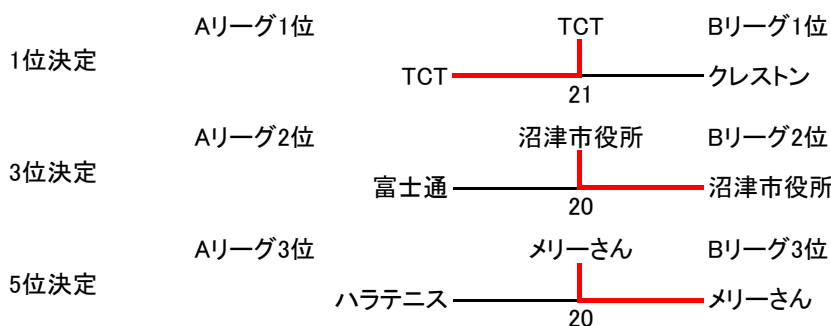 Aリーグ1位 TCT Bリーグ1位
1位決定
TCT クレストン
21
Aリーグ2位 沼津市役所 Bリーグ2位
3位決定
富士通 沼津市役所
20
Aリーグ3位 メリーさん Bリーグ3位
5位決定
ハラテニス メリーさん
20